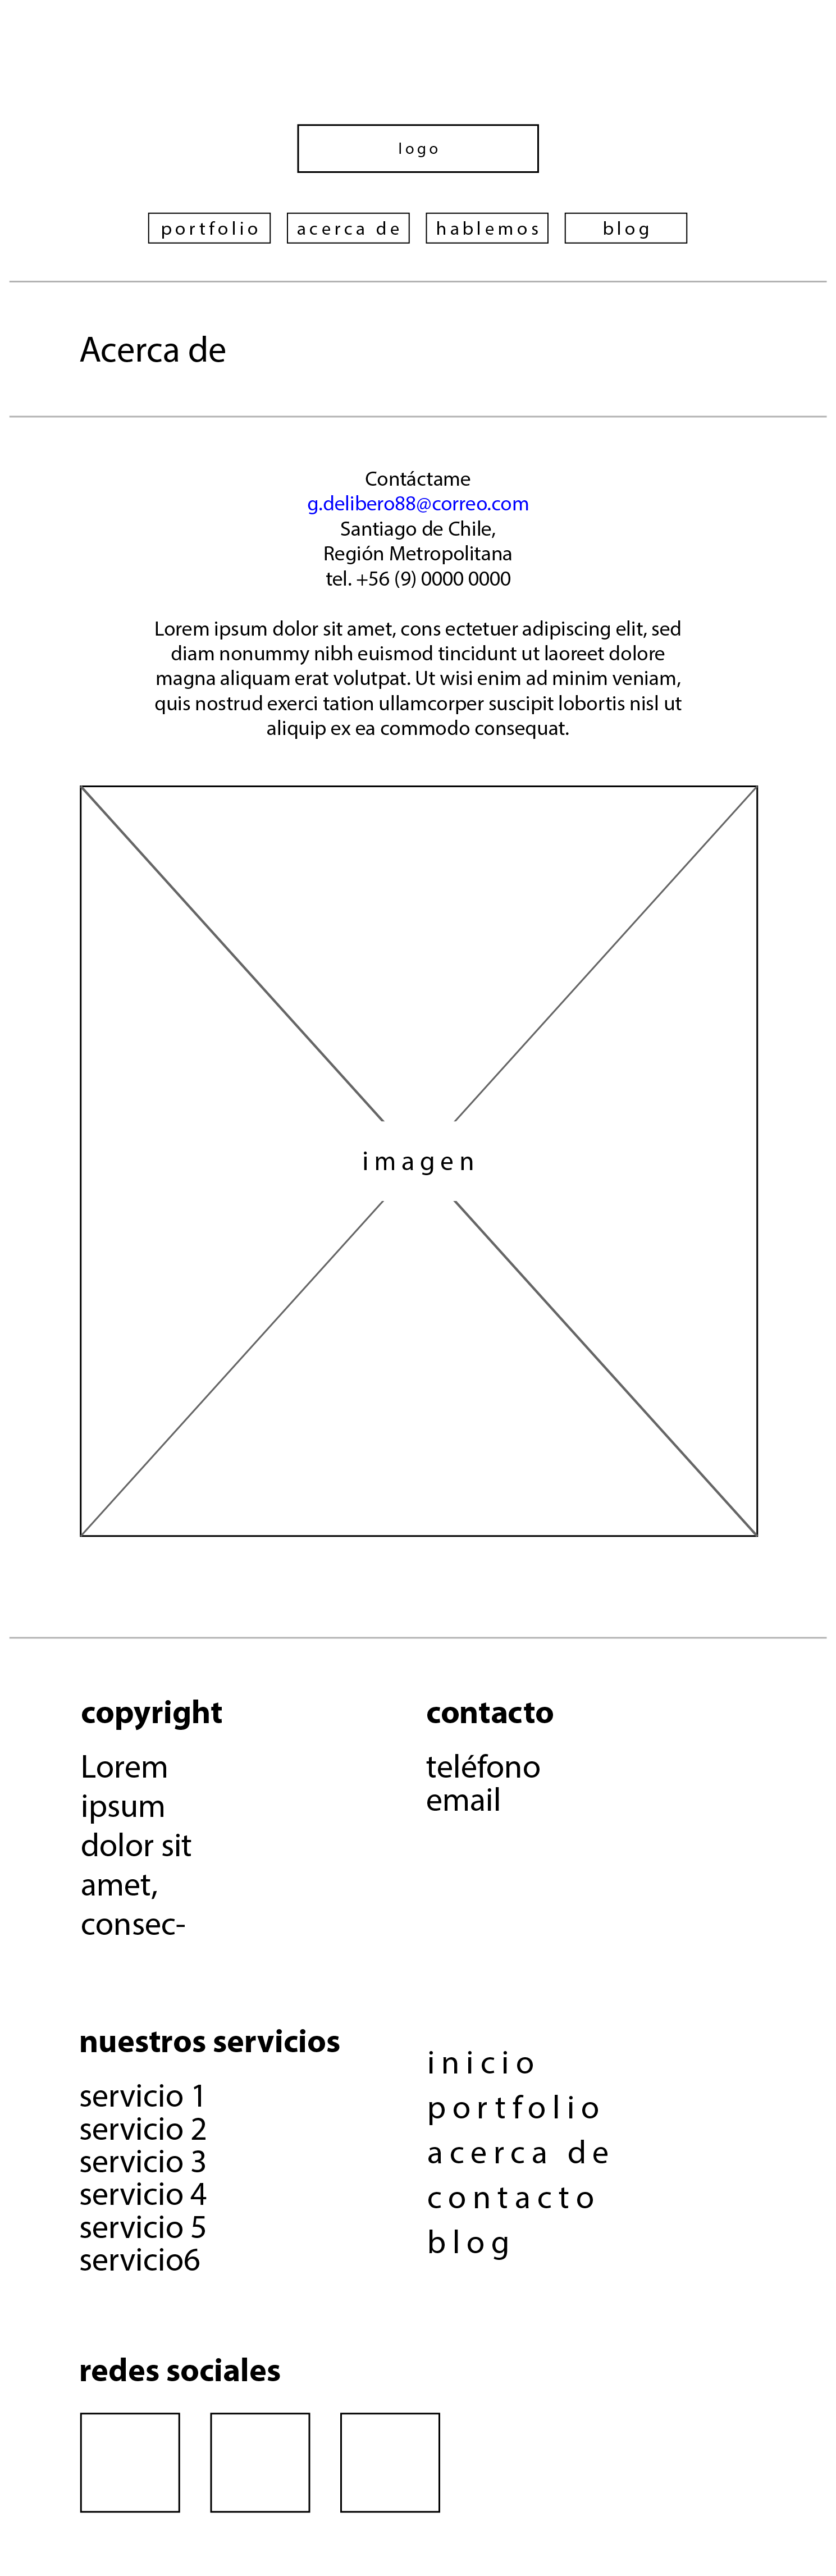 logo
portfolio
acerca de
hablemos
blog
Acerca de
Contáctame
g.delibero88@correo.com
Santiago de Chile,
Región Metropolitana
tel. +56 (9) 0000 0000
Lorem ipsum dolor sit amet, cons ectetuer adipiscing elit, sed
diam nonummy nibh euismod tincidunt ut laoreet dolore
magna aliquam erat volutpat. Ut wisi enim ad minim veniam,
quis nostrud exerci tation ullamcorper suscipit lobortis nisl ut
aliquip ex ea commodo consequat.
imagen
copyright
Lorem
ipsum
dolor sit
amet,
consec-
contacto
teléfono
email
nuestros servicios
servicio 1
servicio 2
servicio 3
servicio 4
servicio 5
servicio6
inicio
portfolio
acerca de
contacto
blog
redes sociales